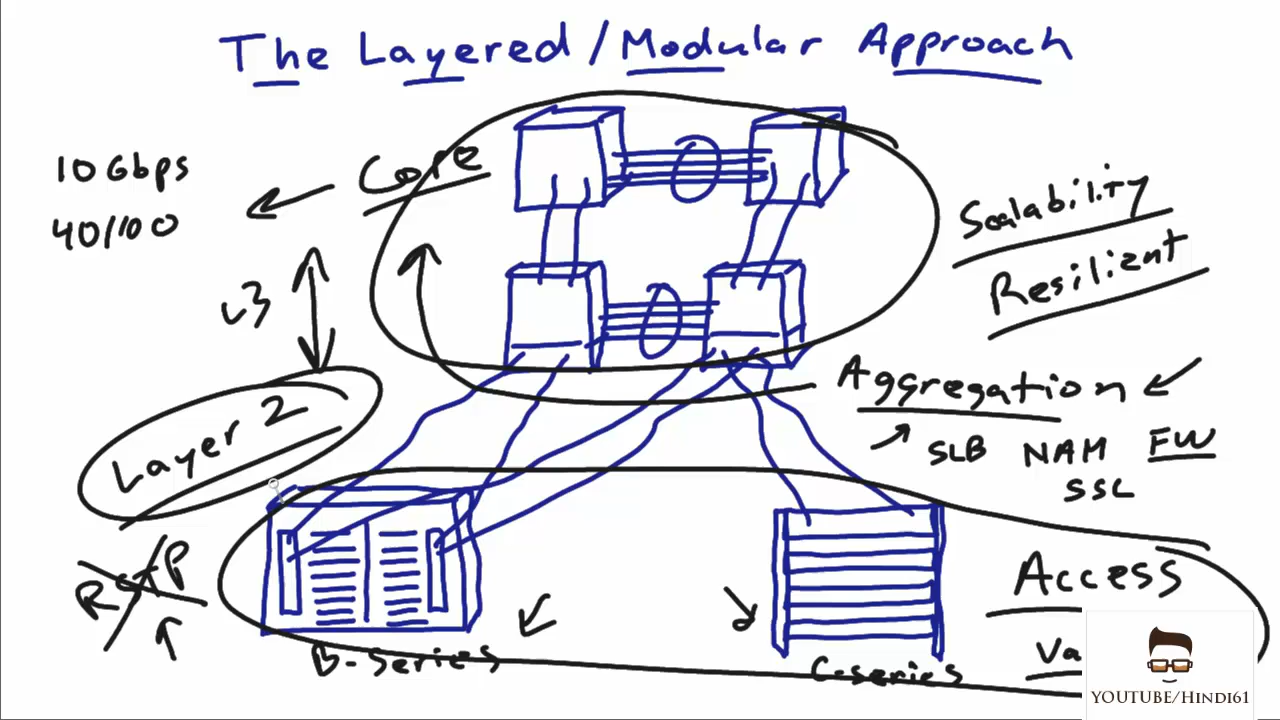 The Layered / Modular Approach
10Gbps
40/100
Core
Scalability
Resilient
L3
Aggregation
SLB NAM FW
SSL
Layer 2
RSTP
Access
B-Series
C-series
YOUTUBE/HINDI61